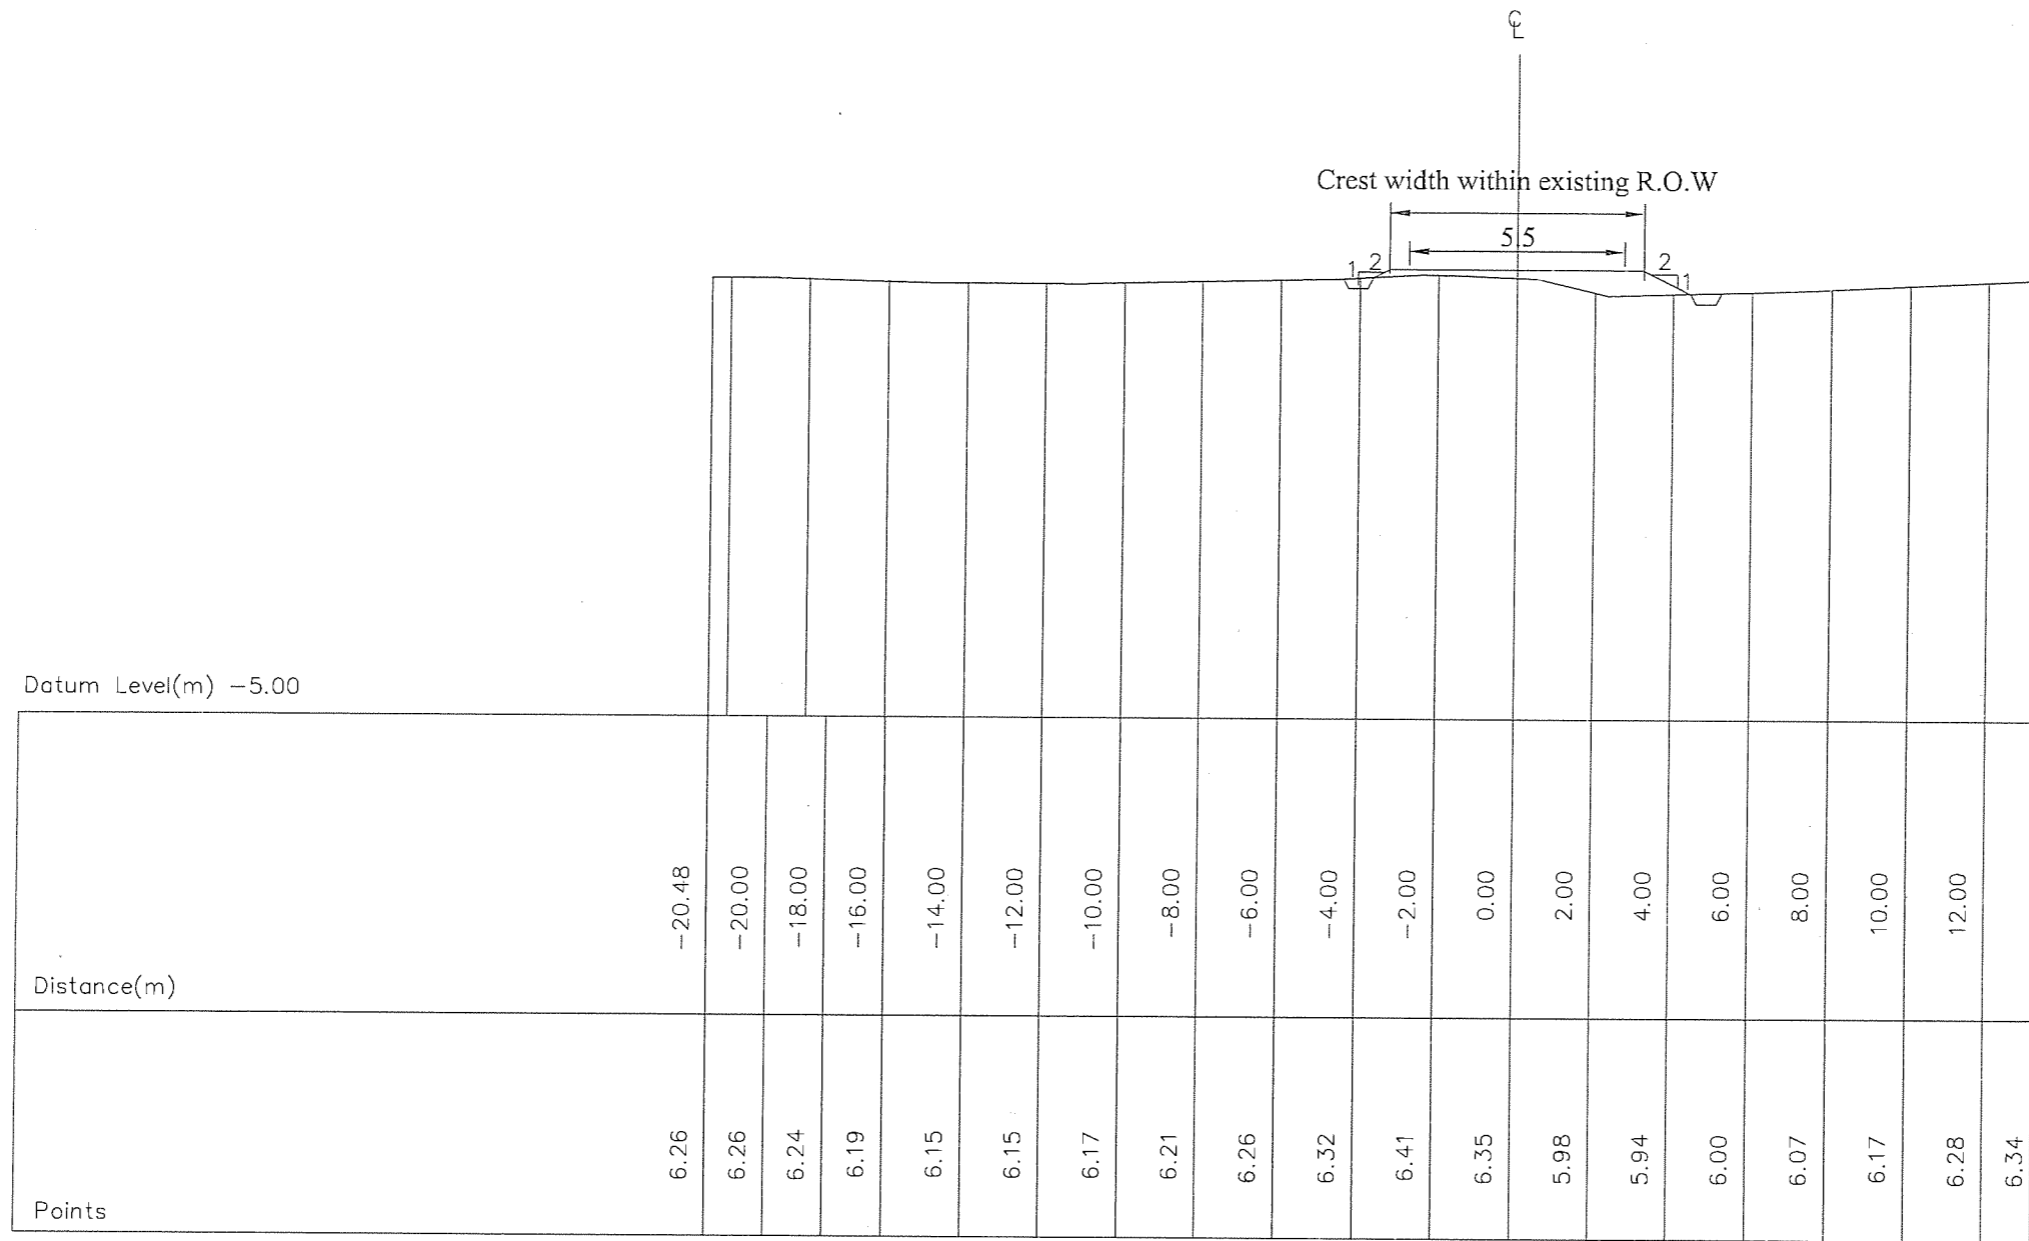 ℄
Crest width within existing R.O.W
5.5
1 2 2 1
Datum Level(m) −5.00
−20.48 −20.00 −18.00 −16.00 −14.00 −12.00 −10.00 −8.00 −6.00 −4.00 −2.00 0.00 2.00 4.00 6.00 8.00 10.00 12.00
Distance(m)
6.26 6.26 6.24 6.19 6.15 6.15 6.17 6.21 6.26 6.32 6.41 6.35 5.98 5.94 6.00 6.07 6.17 6.28 6.34
Points